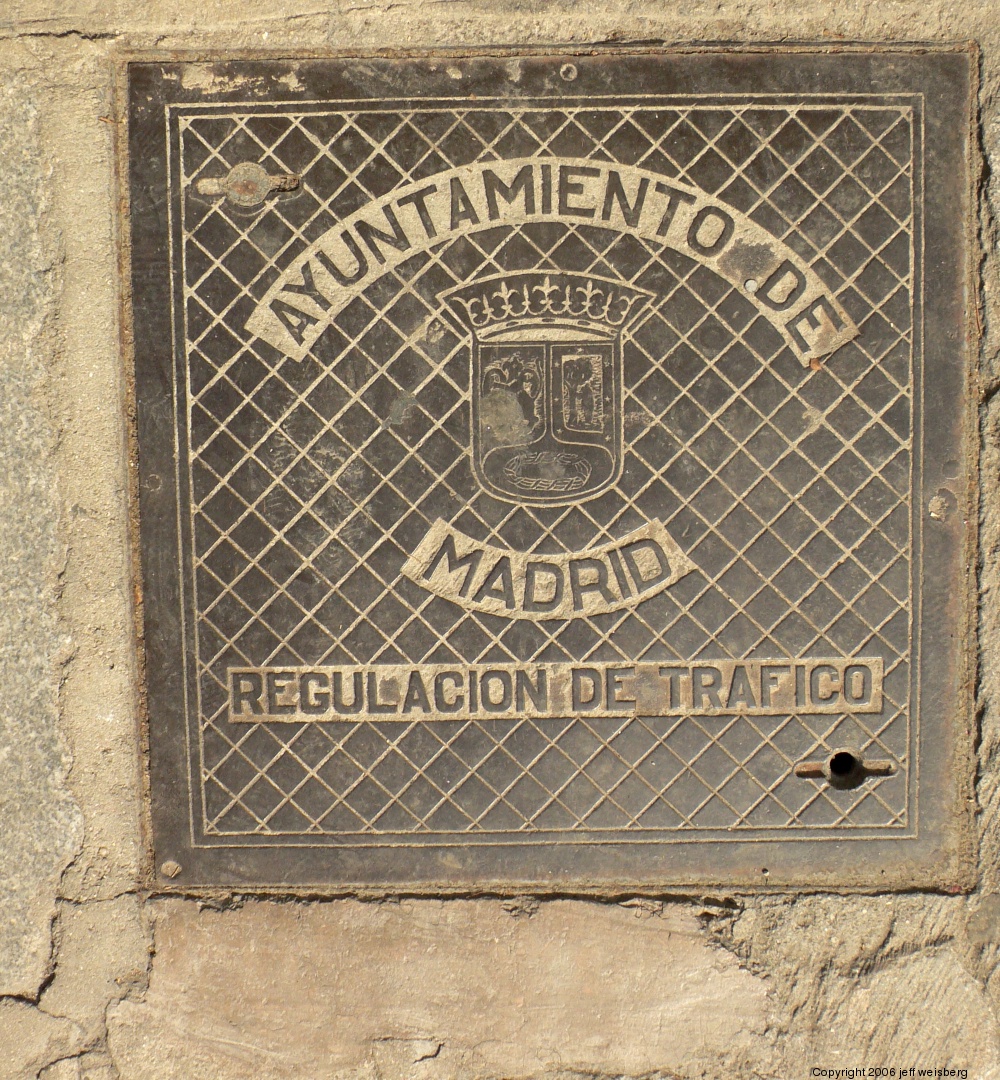 AYUNTAMIENTO DE
MADRID
REGULACION DE TRAFICO
Copyright 2006 jeff weisberg